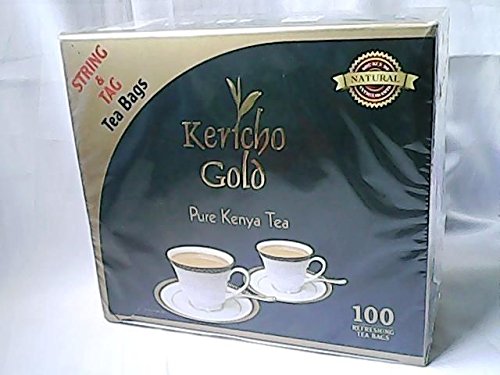 STRING
&
TAG
Tea Bags
NATURAL
Kericho
Gold
Pure Kenya Tea
100
REFRESHING
TEA BAGS